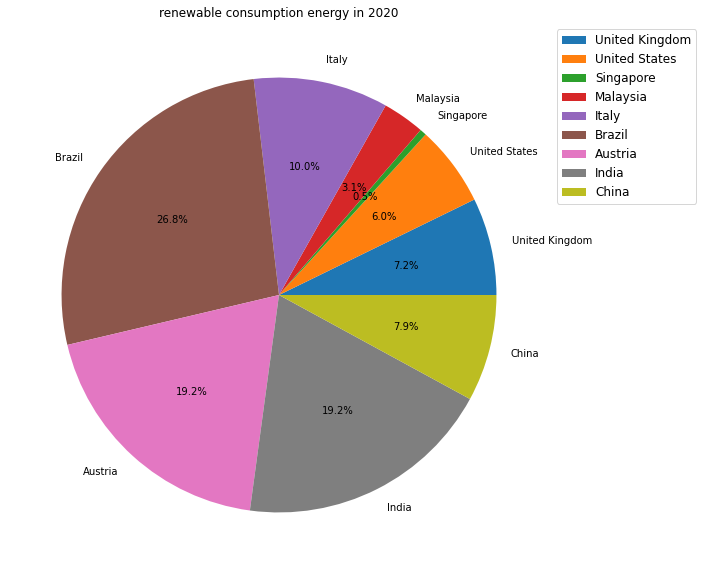 renewable consumption energy in 2020
United Kingdom
United States
Singapore
Malaysia
Italy
Brazil
Austria
India
China
Italy
Malaysia
Singapore
United States
United Kingdom
China
India
Austria
Brazil
10.0%
3.1%
0.5%
6.0%
7.2%
7.9%
19.2%
19.2%
26.8%